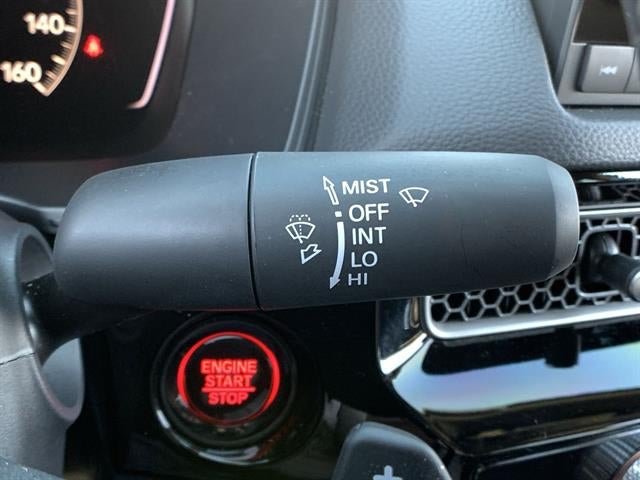 140
160
MIST
OFF
INT
LO
HI
ENGINE
START
STOP
+